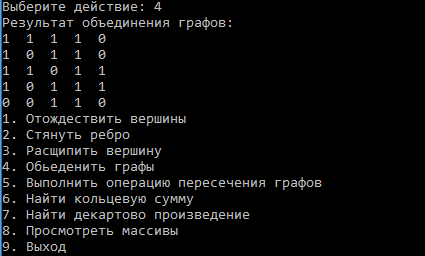 Выберите действие: 4
Результат объединения графов:
1 1 1 1 0
1 0 1 1 0
1 1 0 1 1
1 0 1 1 1
0 0 1 1 0
1. Отождествить вершины
2. Стянуть ребро
3. Расщипить вершину
4. Обьеденить графы
5. Выполнить операцию пересечения графов
6. Найти кольцевую сумму
7. Найти декартово произведение
8. Просмотреть массивы
9. Выход